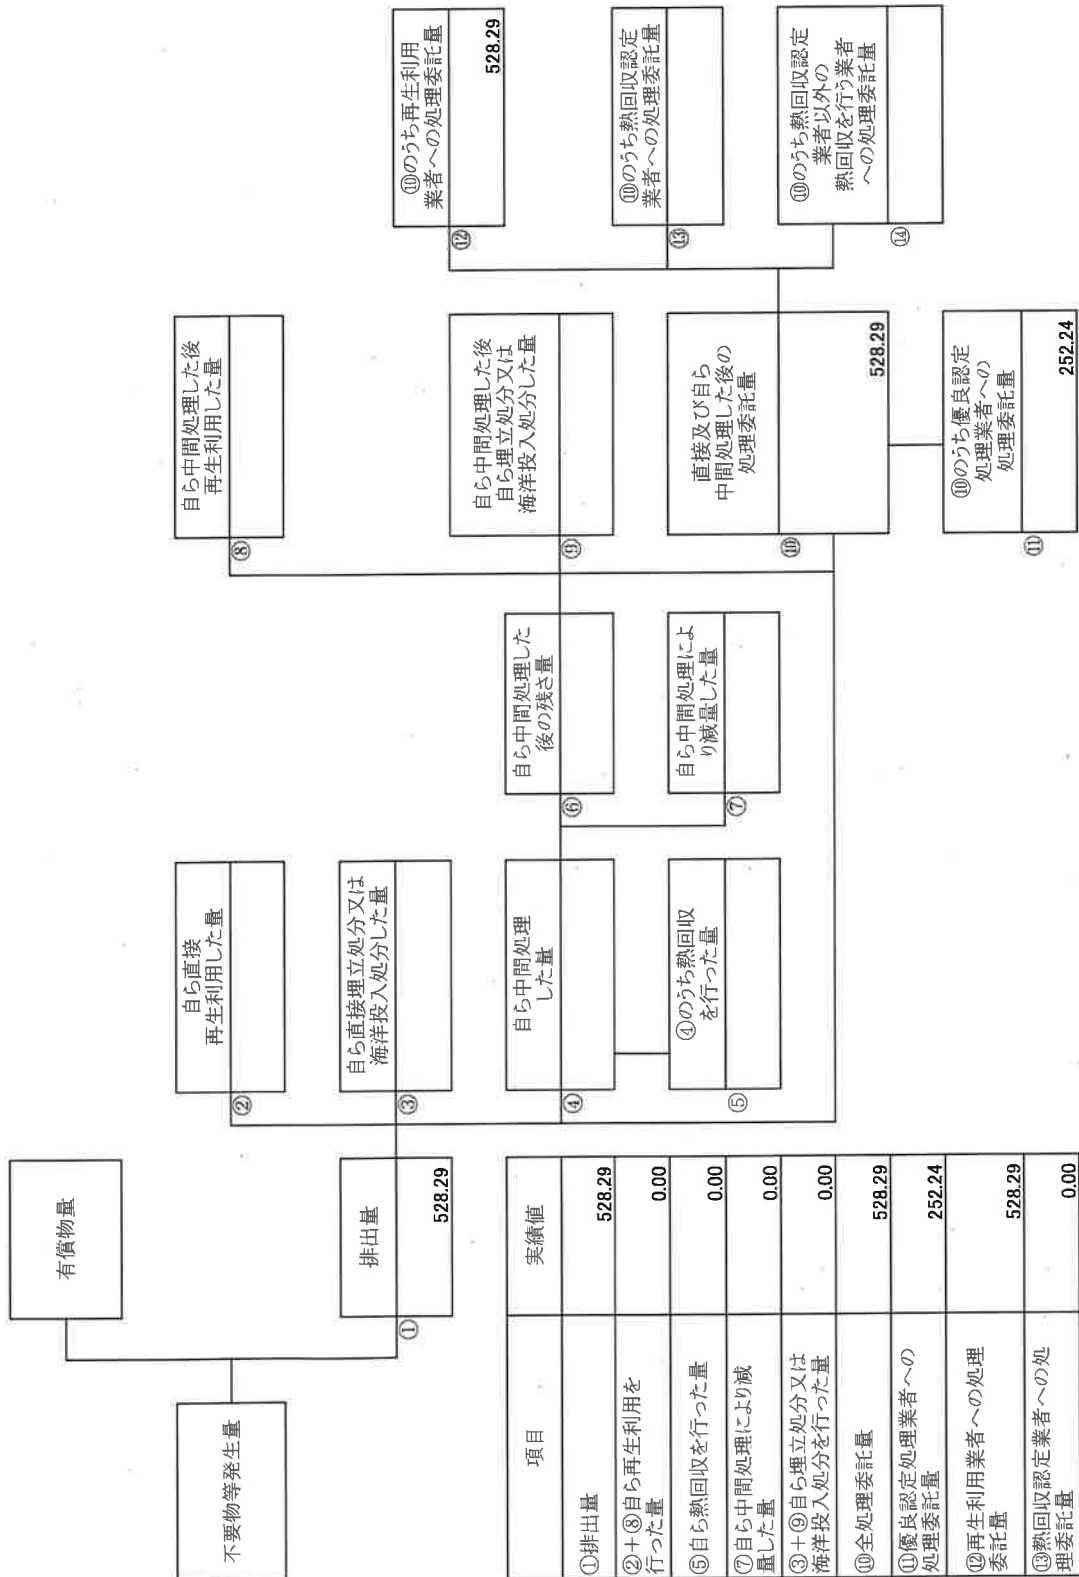 不要物等発生量
有償物量
排出量
①
528.29
自ら直接
再生利用した量
②
自ら直接埋立処分又は
海洋投入処分した量
③
自ら中間処理
した量
④
④のうち熱回収
を行った量
⑤
自ら中間処理した
後の残さ量
⑥
自ら中間処理によ
り減量した量
⑦
自ら中間処理した後
再生利用した量
⑧
自ら中間処理した後
自ら埋立処分又は
海洋投入処分した量
⑨
直接及び自ら
中間処理した後の
処理委託量
⑩
528.29
⑩のうち優良認定
処理業者への
処理委託量
⑪
252.24
⑩のうち再生利用
業者への処理委託量
⑫
528.29
⑩のうち熱回収認定
業者への処理委託量
⑬
⑩のうち熱回収認定
業者以外の
熱回収を行う業者
への処理委託量
⑭
項目 実績値
①排出量 528.29
②+⑧自ら再生利用を
行った量 0.00
⑤自ら熱回収を行った量 0.00
⑦自ら中間処理により減
量した量 0.00
③+⑨自ら埋立処分又は
海洋投入処分を行った量 0.00
⑩全処理委託量 528.29
⑪優良認定処理業者への
処理委託量 252.24
⑫再生利用業者への処理
委託量 528.29
⑬熱回収認定業者への処
理委託量 0.00